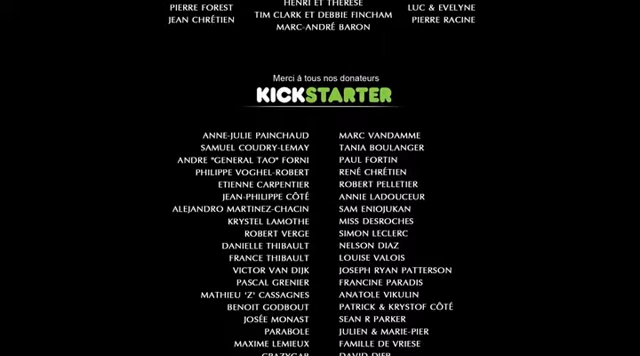 HENRI ET THÉRÈSE
PIERRE FOREST LUC & EVELYNE
TIM CLARK ET DEBBIE FINCHAM
JEAN CHRÉTIEN PIERRE RACINE
MARC-ANDRÉ BARON
Merci à tous nos donateurs
KICKSTARTER
ANNE-JULIE PAINCHAUD MARC VANDAMME
SAMUEL COUDRY-LEMAY TANIA BOULANGER
ANDRE "GENERAL TAO" FORNI PAUL FORTIN
PHILIPPE VOGHEL-ROBERT RENÉ CHRÉTIEN
ETIENNE CARPENTIER ROBERT PELLETIER
JEAN-PHILIPPE CÔTÉ ANNIE LADOUCEUR
ALEJANDRO MARTINEZ-CHACIN SAM ENIOJUKAN
KRYSTEL LAMOTHE MISS DESROCHES
ROBERT VERGE SIMON LECLERC
DANIELLE THIBAULT NELSON DIAZ
FRANCE THIBAULT LOUISE VALOIS
VICTOR VAN DIJK JOSEPH RYAN PATTERSON
PASCAL GRENIER FRANCINE PARADIS
MATHIEU 'Z' CASSAGNES ANATOLE VIKULIN
BENOIT GODBOUT PATRICK & KRYSTOF CÔTÉ
JOSÉE MONAST SEAN R PARKER
PARABOLE JULIEN & MARIE-PIER
MAXIME LEMIEUX FAMILLE DE VRIESE
CRAZYGAR DAVID DIER